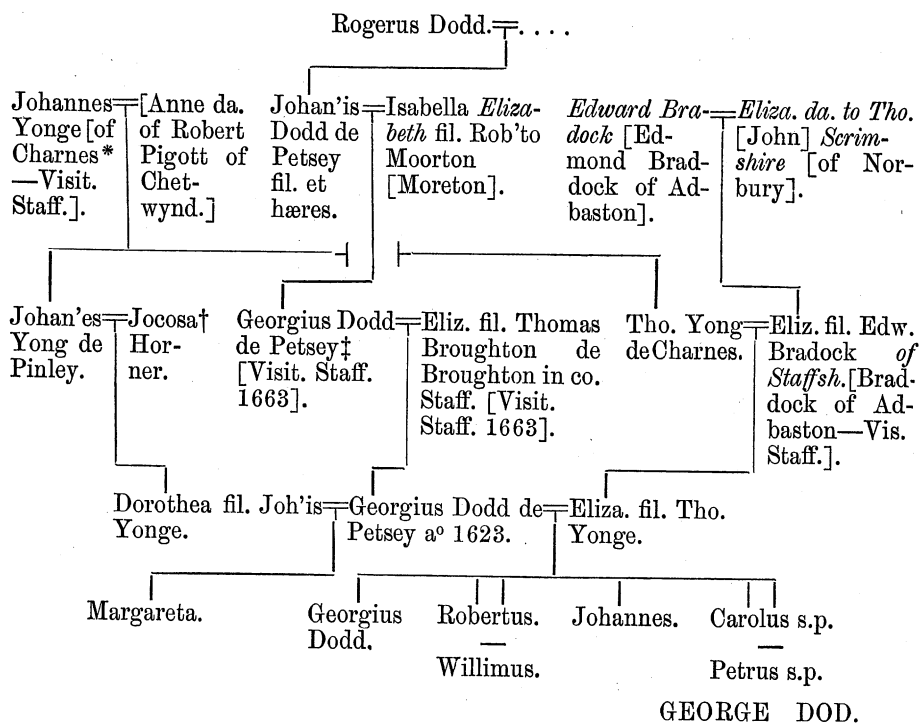 Rogerus Dodd.=. . . .
Johannes=[Anne da.
Yonge [of of Robert
Charnes* Pigott of
—Visit. Chet-
Staff.]. wynd.]
Johan'is=Isabella Eliza-
Dodd de beth fil. Rob'to
Petsey Moorton
fil. et [Moreton].
hæres.
Edward Bra-=Eliza. da. to Tho.
dock [Ed- [John] Scrim-
mond Brad- shire [of Nor-
dock of Ad- bury].
baston].
Johan'es=Jocosa†
Yong de Hor-
Pinley. ner.
Georgius Dodd=Eliz. fil. Thomas
de Petsey‡ Broughton de
[Visit. Staff. Broughton in co.
1663]. Staff. [Visit.
Staff. 1663].
Tho. Yong=Eliz. fil. Edw.
de Charnes. Bradock of
Staffsh. [Brad-
dock of Ad-
baston—Vis.
Staff.].
Dorothea fil. Joh'is=Georgius Dodd de=Eliza. fil. Tho.
Yonge. Petsey aº 1623. Yonge.
Margareta. Georgius Robertus. Johannes. Carolus s.p.
Dodd. — —
Willimus. Petrus s.p.
GEORGE DOD.